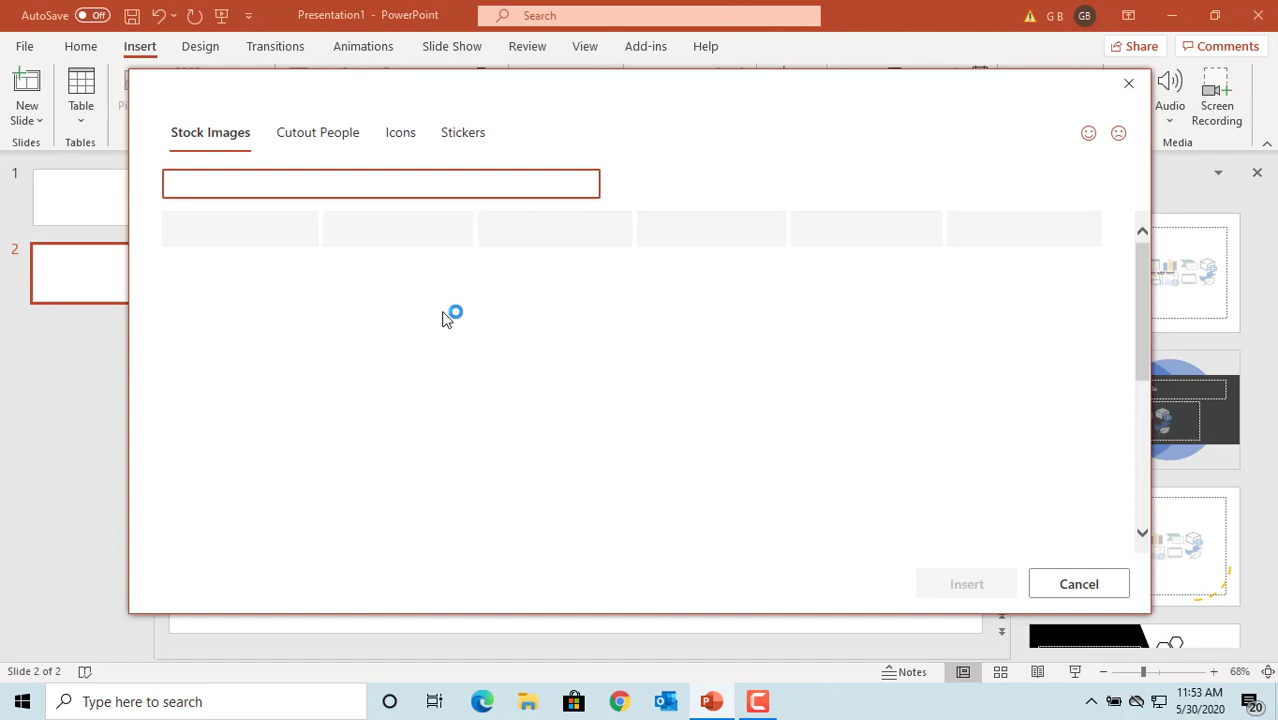 AutoSave Off Presentation1 - PowerPoint Search G B GB
File Home Insert Design Transitions Animations Slide Show Review View Add-ins Help Share Comments
New Slide
Table
Audio
Screen Recording
Slides Tables Media
Stock Images Cutout People Icons Stickers
1
2
Insert Cancel
Slide 2 of 2 Notes 68%
Type here to search
11:53 AM
5/30/2020
20